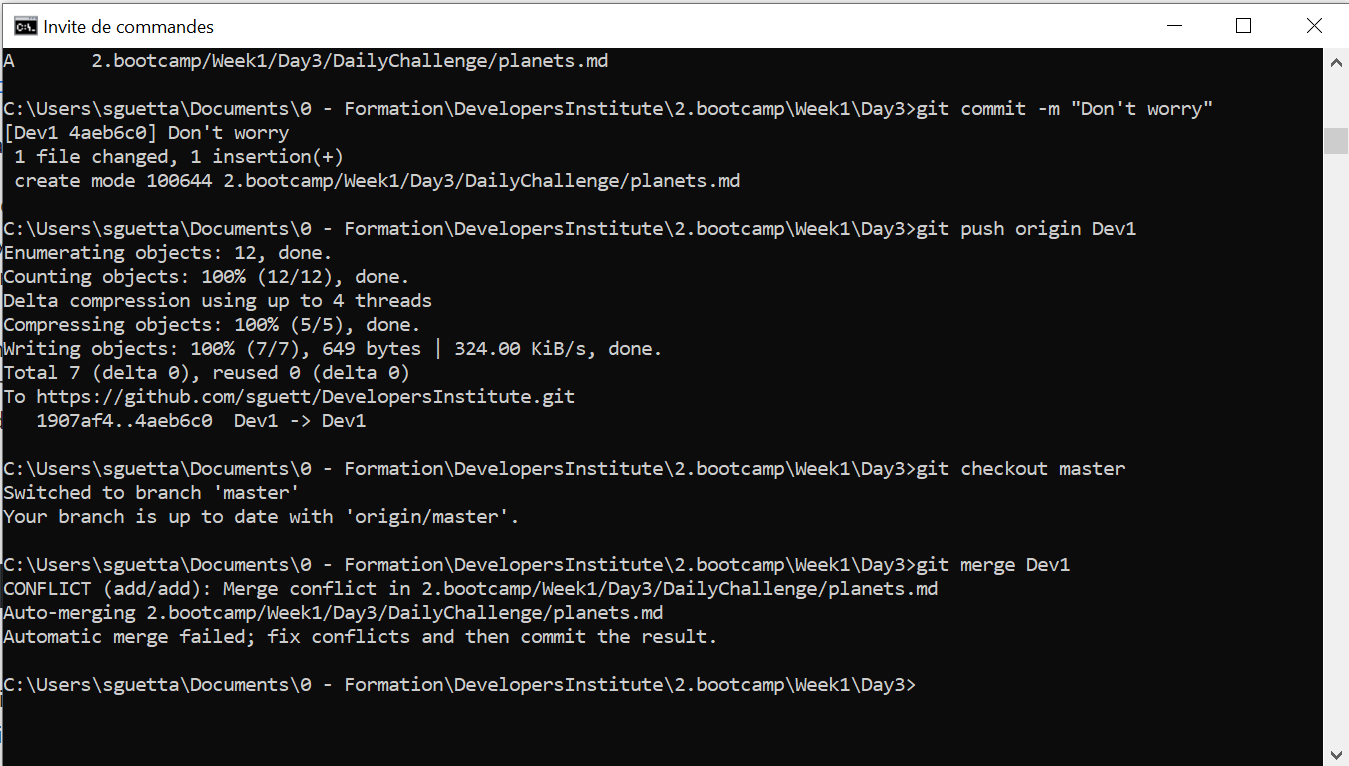 Invite de commandes
A       2.bootcamp/Week1/Day3/DailyChallenge/planets.md
C:\Users\sguetta\Documents\0 - Formation\DevelopersInstitute\2.bootcamp\Week1\Day3>git commit -m "Don't worry"
[Dev1 4aeb6c0] Don't worry
 1 file changed, 1 insertion(+)
 create mode 100644 2.bootcamp/Week1/Day3/DailyChallenge/planets.md
C:\Users\sguetta\Documents\0 - Formation\DevelopersInstitute\2.bootcamp\Week1\Day3>git push origin Dev1
Enumerating objects: 12, done.
Counting objects: 100% (12/12), done.
Delta compression using up to 4 threads
Compressing objects: 100% (5/5), done.
Writing objects: 100% (7/7), 649 bytes | 324.00 KiB/s, done.
Total 7 (delta 0), reused 0 (delta 0)
To https://github.com/sguett/DevelopersInstitute.git
   1907af4..4aeb6c0  Dev1 -> Dev1
C:\Users\sguetta\Documents\0 - Formation\DevelopersInstitute\2.bootcamp\Week1\Day3>git checkout master
Switched to branch 'master'
Your branch is up to date with 'origin/master'.
C:\Users\sguetta\Documents\0 - Formation\DevelopersInstitute\2.bootcamp\Week1\Day3>git merge Dev1
CONFLICT (add/add): Merge conflict in 2.bootcamp/Week1/Day3/DailyChallenge/planets.md
Auto-merging 2.bootcamp/Week1/Day3/DailyChallenge/planets.md
Automatic merge failed; fix conflicts and then commit the result.
C:\Users\sguetta\Documents\0 - Formation\DevelopersInstitute\2.bootcamp\Week1\Day3>